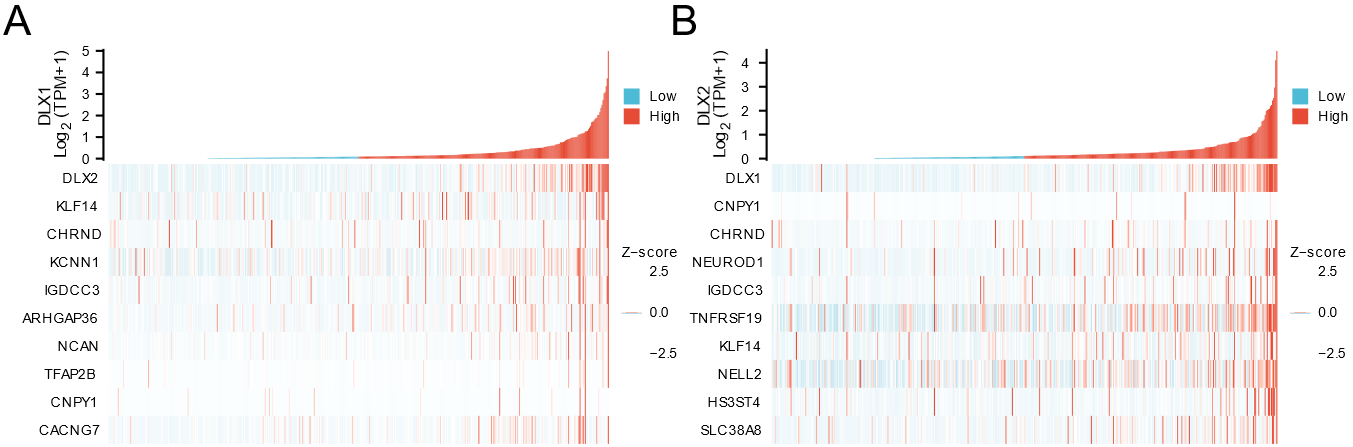 A
DLX1
Log2 (TPM+1)
5
4
3
2
1
0
Low
High
DLX2
KLF14
CHRND
KCNN1
IGDCC3
ARHGAP36
NCAN
TFAP2B
CNPY1
CACNG7
Z−score
2.5
0.0
−2.5
B
DLX2
Log2 (TPM+1)
4
3
2
1
0
Low
High
DLX1
CNPY1
CHRND
NEUROD1
IGDCC3
TNFRSF19
KLF14
NELL2
HS3ST4
SLC38A8
Z−score
2.5
0.0
−2.5